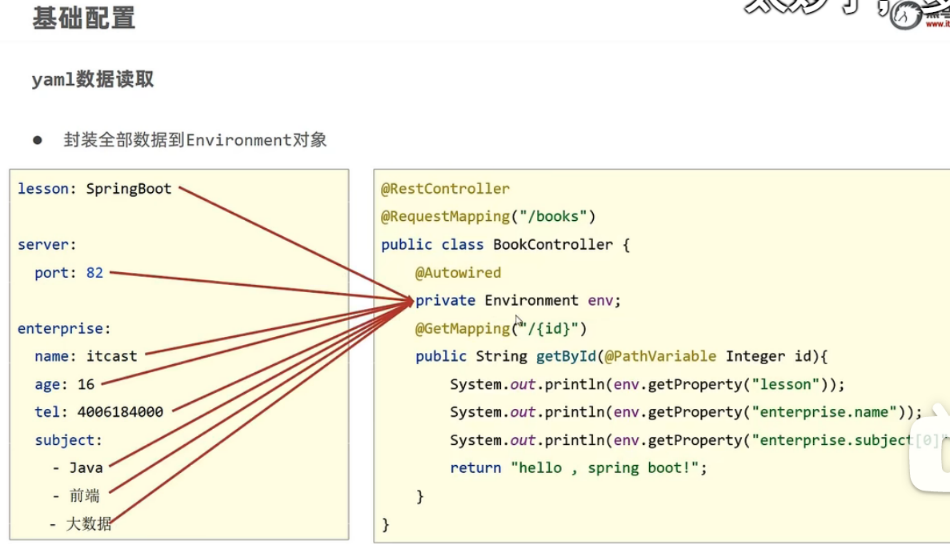 基础配置
yaml数据读取
● 封装全部数据到Environment对象
lesson: SpringBoot
server:
port: 82
enterprise:
name: itcast
age: 16
tel: 4006184000
subject:
- Java
- 前端
- 大数据
@RestController
@RequestMapping("/books")
public class BookController {
@Autowired
private Environment env;
@GetMapping("/{id}")
public String getById(@PathVariable Integer id){
System.out.println(env.getProperty("lesson"));
System.out.println(env.getProperty("enterprise.name"));
System.out.println(env.getProperty("enterprise.subject[0]"
return "hello , spring boot!";
}
}